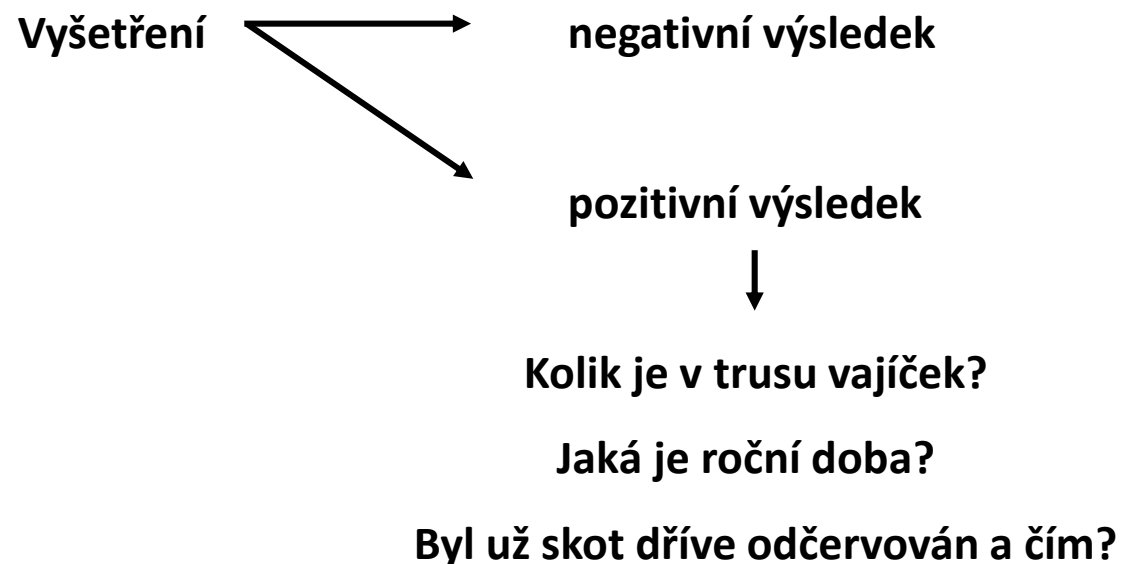 Vyšetření negativní výsledek
pozitivní výsledek
Kolik je v trusu vajíček?
Jaká je roční doba?
Byl už skot dříve odčervován a čím?